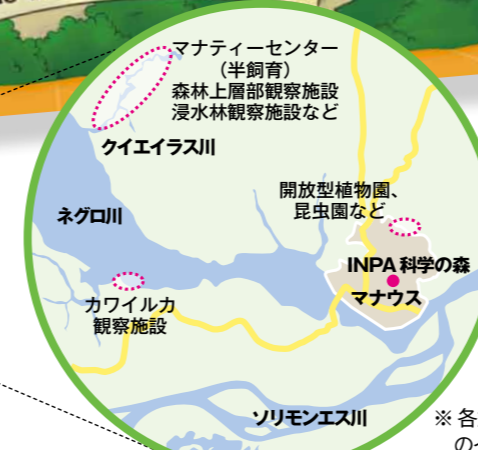 マナティーセンター
（半飼育）
森林上層部観察施設
浸水林観察施設など
クイエイラス川
ネグロ川
開放型植物園、
昆虫園など
INPA 科学の森
マナウス
カワイルカ
観察施設
ソリモンエス川
※ 各
の